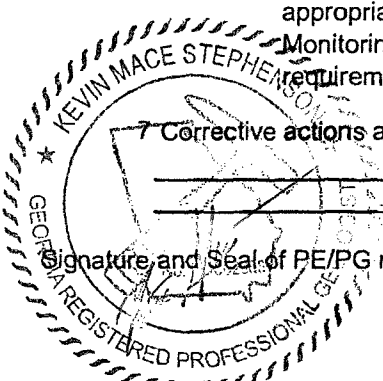 appropria
Monitorin
requirem
KEVIN MACE STEPHENSON
7 Corrective actions a
Signature and Seal of PE/PG r
GEORGIA REGISTERED PROFESSIONAL GE